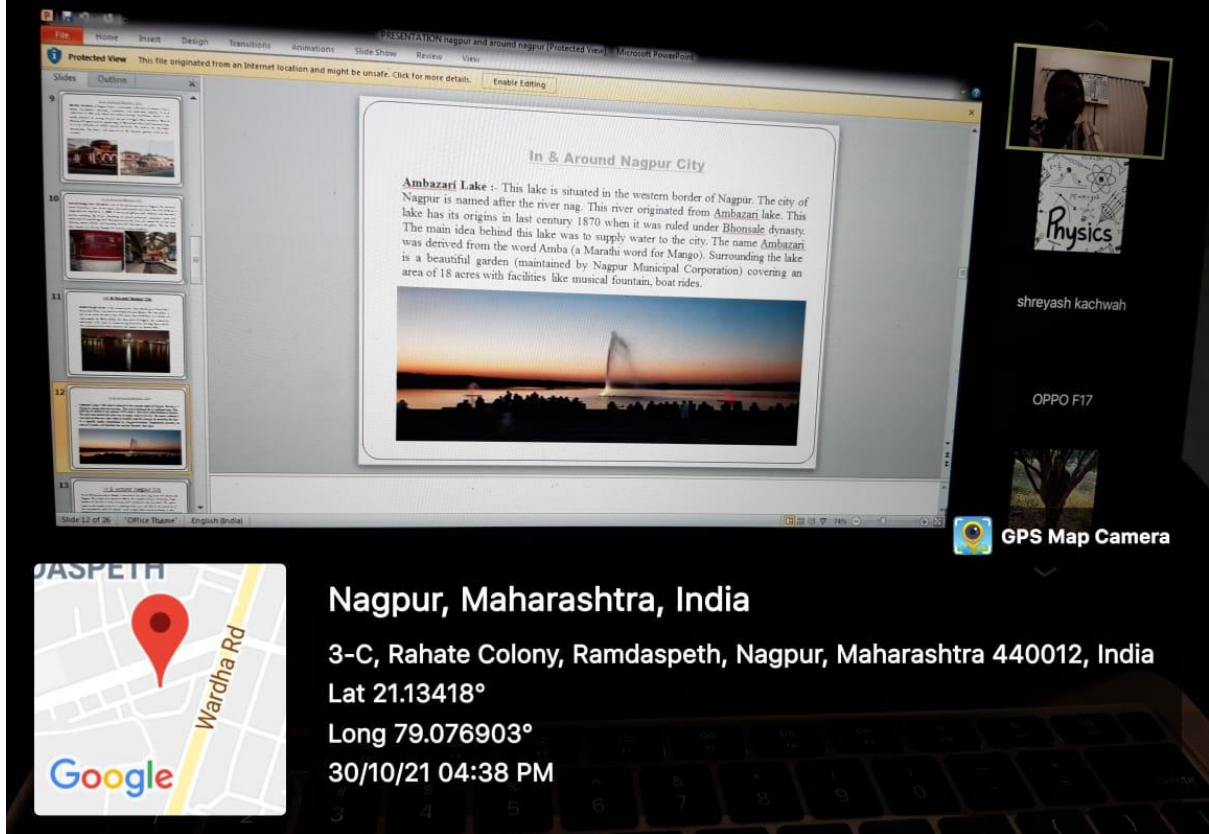 PRESENTATION nagpur and around nagpur [Protected View] - Microsoft PowerPoint
File Home Insert Design Transitions Animations Slide Show Review View
Protected View This file originated from an Internet location and might be unsafe. Click for more details. Enable Editing
Slides Outline
9
10
11
12
13
In & Around Nagpur City
Ambazari Lake :- This lake is situated in the western border of Nagpur. The city of
Nagpur is named after the river nag. This river originated from Ambazari lake. This
lake has its origins in last century 1870 when it was ruled under Bhonsale dynasty.
The main idea behind this lake was to supply water to the city. The name Ambazari
was derived from the word Amba (a Marathi word for Mango). Surrounding the lake
is a beautiful garden (maintained by Nagpur Municipal Corporation) covering an
area of 18 acres with facilities like musical fountain, boat rides.
Slide 12 of 26 "Office Theme" English (India)
74%
Physics
shreyash kachwah
OPPO F17
GPS Map Camera
DASPETH
Wardha Rd
Google
Nagpur, Maharashtra, India
3-C, Rahate Colony, Ramdaspeth, Nagpur, Maharashtra 440012, India
Lat 21.13418°
Long 79.076903°
30/10/21 04:38 PM